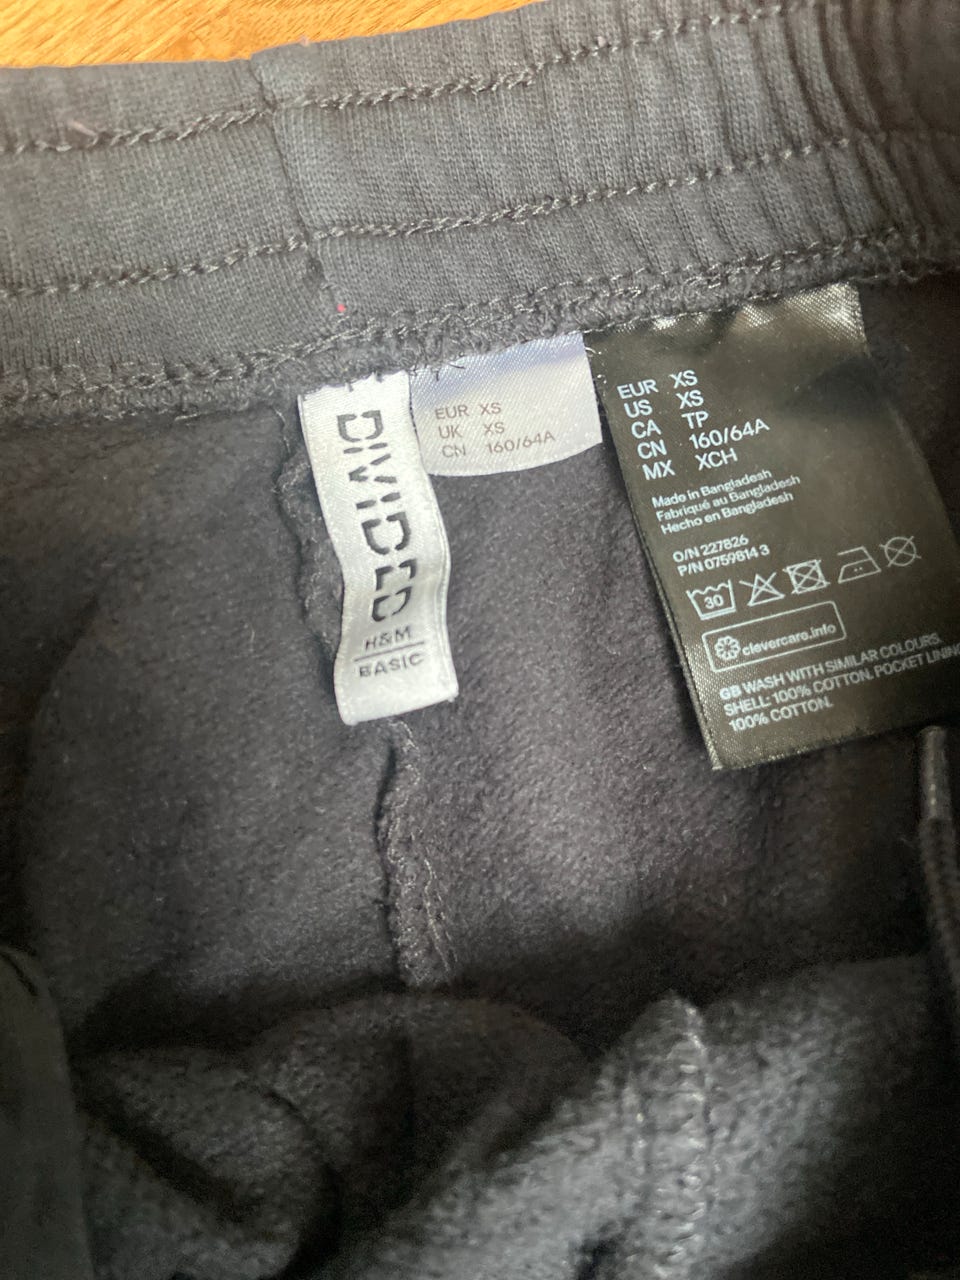 DIVIDED
H&M
BASIC
EUR XS
UK XS
CN 160/64A
EUR XS
US XS
CA TP
CN 160/64A
MX XCH
Made in Bangladesh
Fabriqué au Bangladesh
Hecho en Bangladesh
O/N 227826
P/N 0759814 3
30
clevercare.info
GB WASH WITH SIMILAR COLOURS.
SHELL: 100% COTTON. POCKET LINING
100% COTTON.